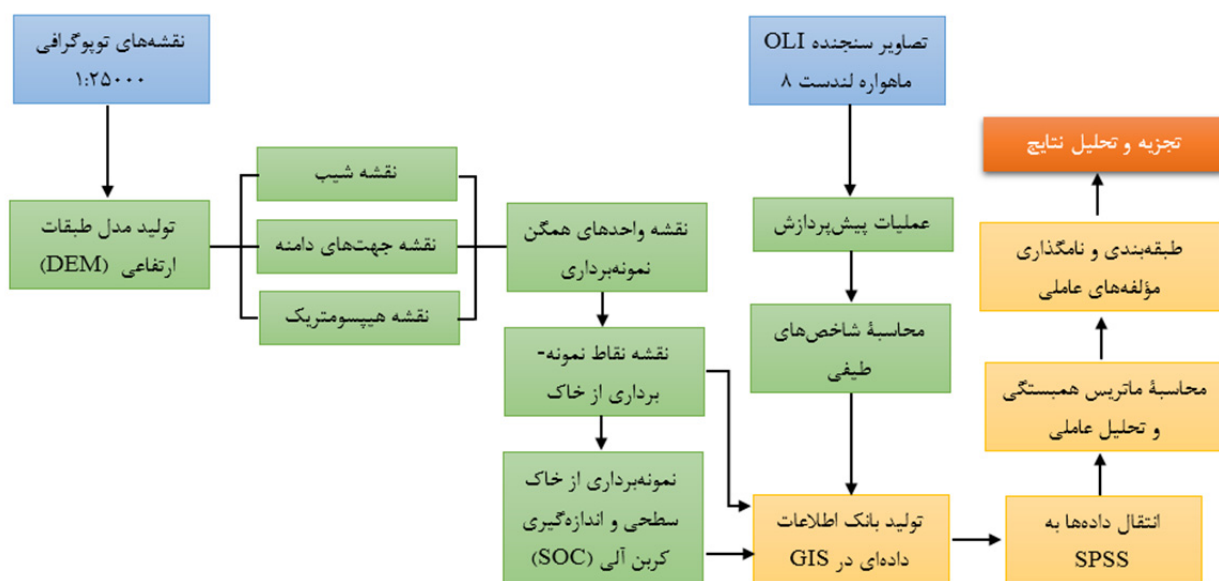 نقشه‌های توپوگرافی
۱:۲۵۰۰۰
تولید مدل طبقات
ارتفاعی (DEM)
نقشه شیب
نقشه جهت‌های دامنه
نقشه هیپسومتریک
نقشه واحدهای همگن
نمونه‌برداری
نقشه نقاط نمونه-
برداری از خاک
نمونه‌برداری از خاک
سطحی و اندازه‌گیری
کربن آلی (SOC)
تصاویر سنجنده OLI
ماهواره لندست ۸
عملیات پیش‌پردازش
محاسبهٔ شاخص‌های
طیفی
تولید بانک اطلاعات
داده‌ای در GIS
انتقال داده‌ها به
SPSS
محاسبهٔ ماتریس همبستگی
و تحلیل عاملی
طبقه‌بندی و نامگذاری
مؤلفه‌های عاملی
تجزیه و تحلیل نتایج